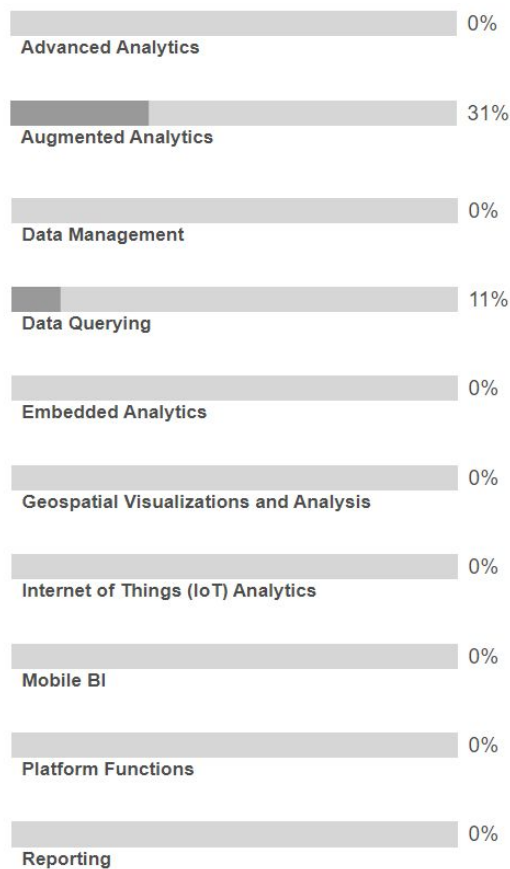 0%
Advanced Analytics
31%
Augmented Analytics
0%
Data Management
11%
Data Querying
0%
Embedded Analytics
0%
Geospatial Visualizations and Analysis
0%
Internet of Things (IoT) Analytics
0%
Mobile BI
0%
Platform Functions
0%
Reporting